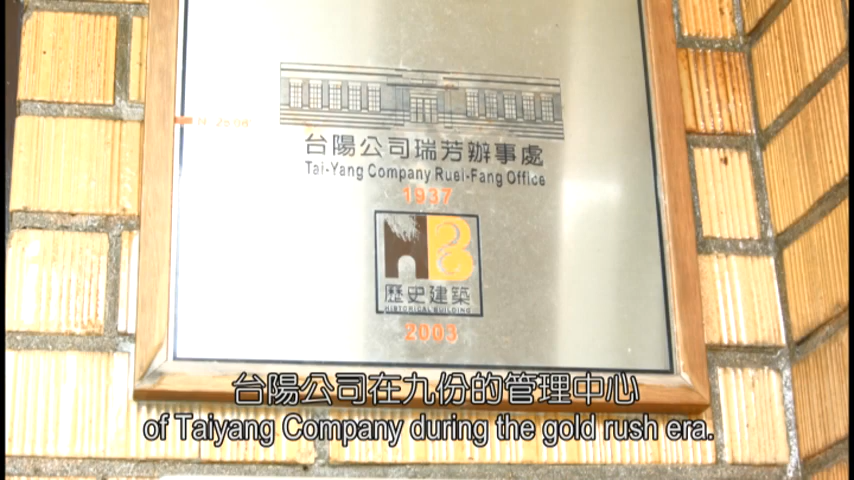 台陽公司瑞芳辦事處
Tai-Yang Company Ruei-Fang Office
1937
HB
歷史建築
HISTORICAL BUILDING
2003
台陽公司在九份的管理中心
of Taiyang Company during the gold rush era.